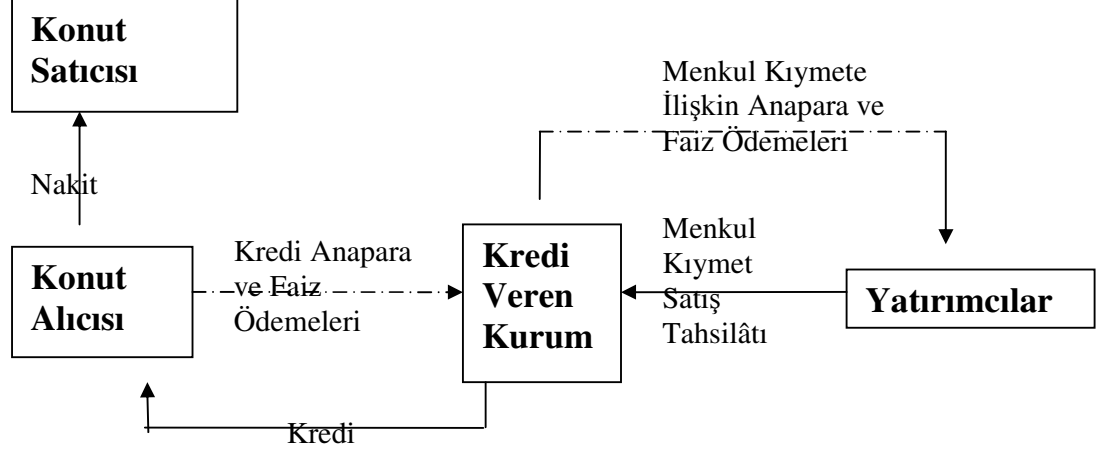 Konut
Satıcısı
Menkul Kıymete
İlişkin Anapara ve
Faiz Ödemeleri
Nakit
Konut
Alıcısı
Kredi Anapara
ve Faiz
Ödemeleri
Kredi
Veren
Kurum
Menkul
Kıymet
Satış
Tahsilâtı
Yatırımcılar
Kredi